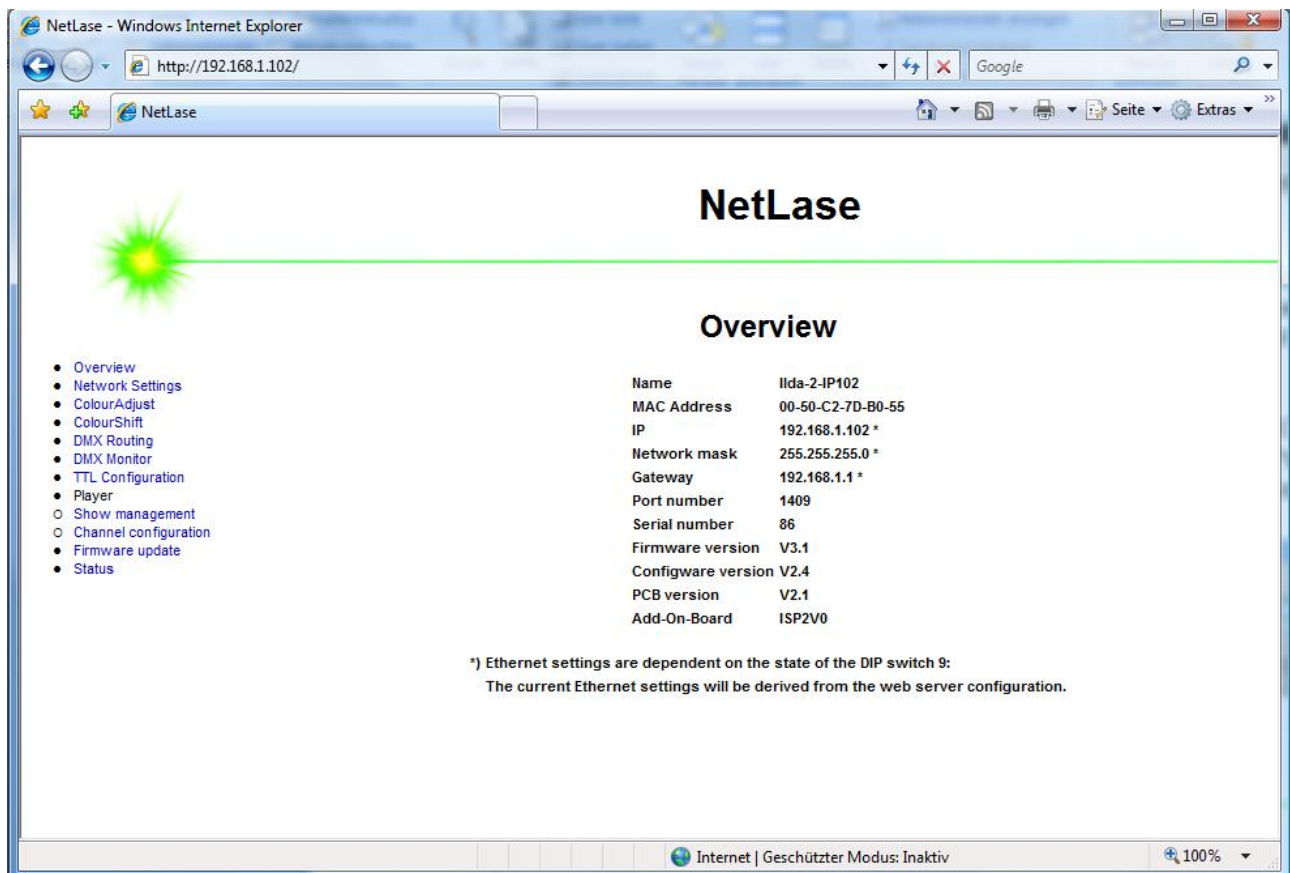 NetLase - Windows Internet Explorer
http://192.168.1.102/
Google
NetLase
Seite
Extras
NetLase
Overview
Overview
Network Settings
ColourAdjust
ColourShift
DMX Routing
DMX Monitor
TTL Configuration
Player
Show management
Channel configuration
Firmware update
Status
Name Ilda-2-IP102
MAC Address 00-50-C2-7D-B0-55
IP 192.168.1.102 *
Network mask 255.255.255.0 *
Gateway 192.168.1.1 *
Port number 1409
Serial number 86
Firmware version V3.1
Configware version V2.4
PCB version V2.1
Add-On-Board ISP2V0
*) Ethernet settings are dependent on the state of the DIP switch 9:
The current Ethernet settings will be derived from the web server configuration.
Internet | Geschützter Modus: Inaktiv
100%